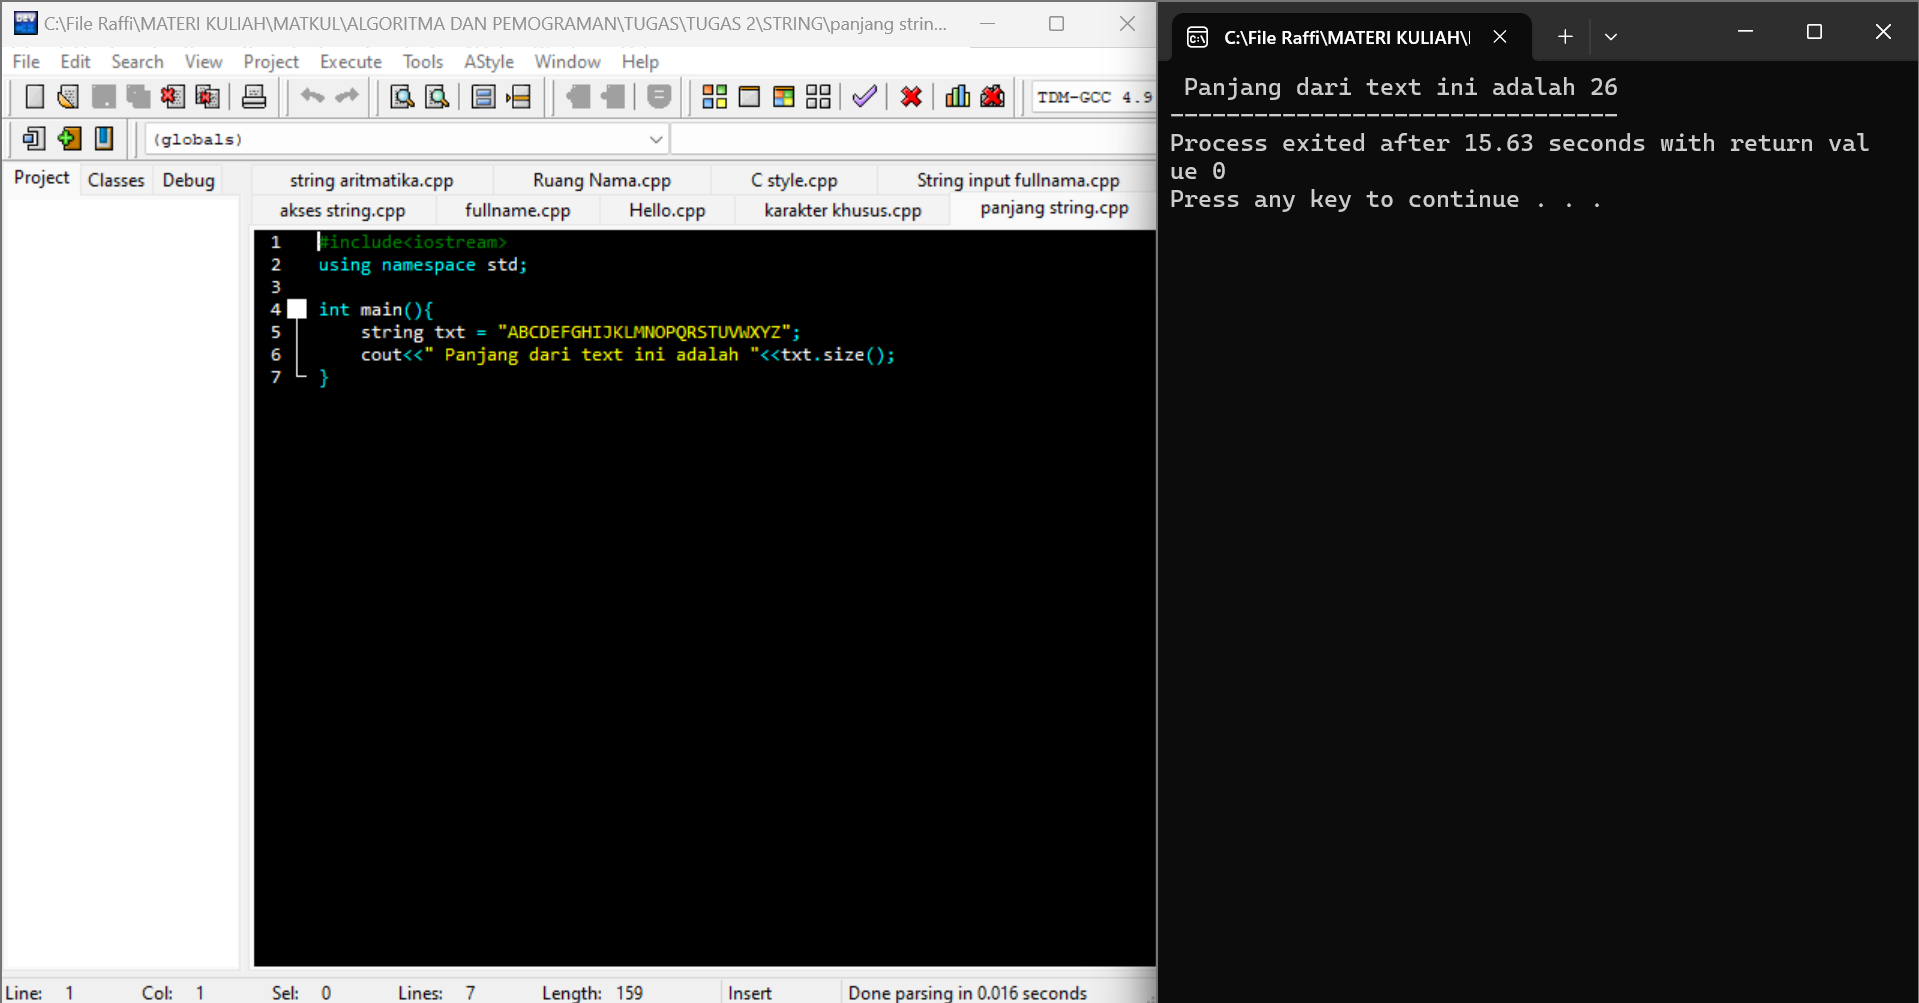 C:\File Raffi\MATERI KULIAH\MATKUL\ALGORITMA DAN PEMOGRAMAN\TUGAS\TUGAS 2\STRING\panjang strin...
File Edit Search View Project Execute Tools AStyle Window Help
TDM-GCC 4.9
(globals)
Project Classes Debug
string aritmatika.cpp Ruang Nama.cpp C style.cpp String input fullnama.cpp
akses string.cpp fullname.cpp Hello.cpp karakter khusus.cpp panjang string.cpp
1 #include<iostream>
2 using namespace std;
3
4 int main(){
5 string txt = "ABCDEFGHIJKLMNOPQRSTUVWXYZ";
6 cout<<" Panjang dari text ini adalah "<<txt.size();
7 }
Line: 1 Col: 1 Sel: 0 Lines: 7 Length: 159 Insert Done parsing in 0.016 seconds
C:\File Raffi\MATERI KULIAH\
Panjang dari text ini adalah 26
--------------------------------
Process exited after 15.63 seconds with return val
ue 0
Press any key to continue . . .